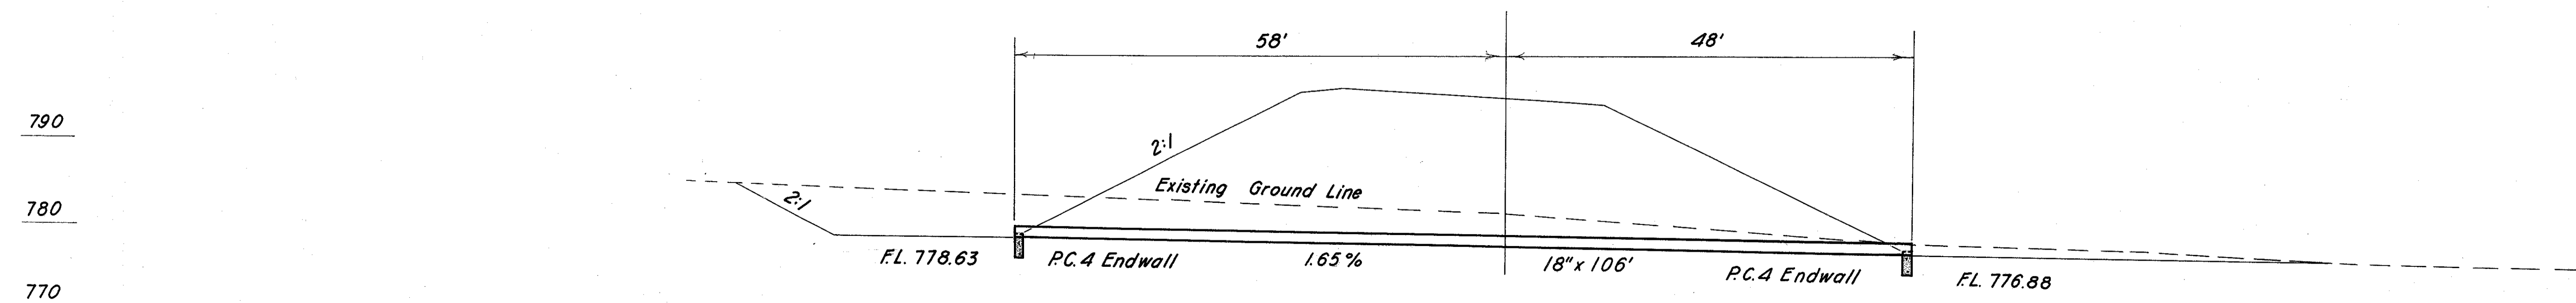 58'
48'
790
2:1
Existing Ground Line
2:1
780
F.L. 778.63
P.C. 4 Endwall
1.65%
18" x 106'
P.C. 4 Endwall
F.L. 776.88
770